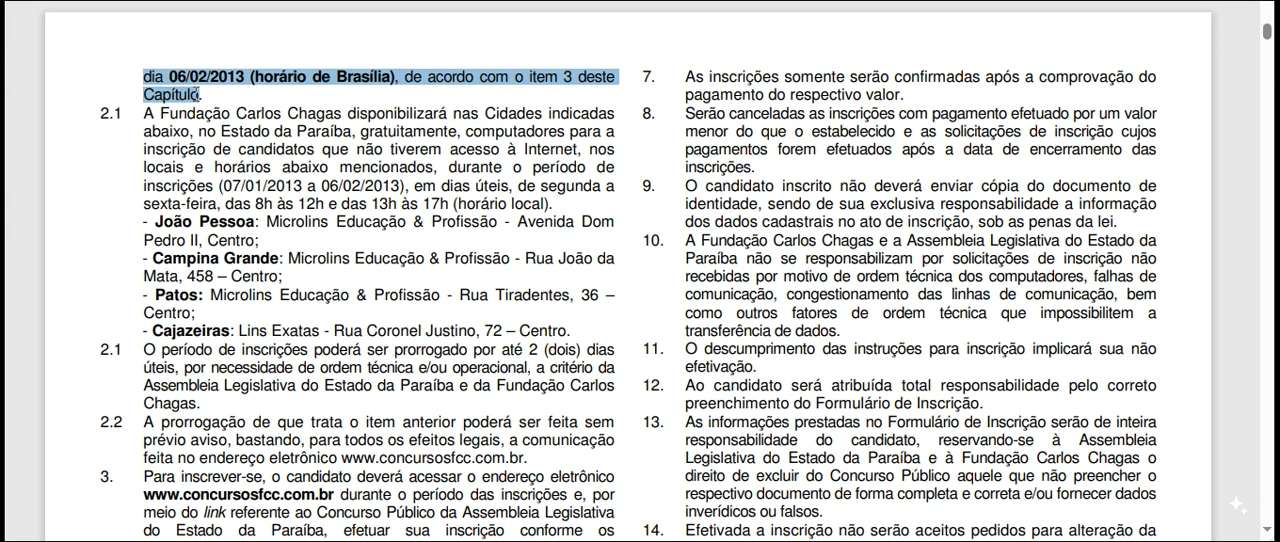 dia 06/02/2013 (horário de Brasília), de acordo com o item 3 deste
Capítulo.
2.1 A Fundação Carlos Chagas disponibilizará nas Cidades indicadas
abaixo, no Estado da Paraíba, gratuitamente, computadores para a
inscrição de candidatos que não tiverem acesso à Internet, nos
locais e horários abaixo mencionados, durante o período de
inscrições (07/01/2013 a 06/02/2013), em dias úteis, de segunda a
sexta-feira, das 8h às 12h e das 13h às 17h (horário local).
- João Pessoa: Microlins Educação & Profissão - Avenida Dom
Pedro II, Centro;
- Campina Grande: Microlins Educação & Profissão - Rua João da
Mata, 458 – Centro;
- Patos: Microlins Educação & Profissão - Rua Tiradentes, 36 –
Centro;
- Cajazeiras: Lins Exatas - Rua Coronel Justino, 72 – Centro.
2.1 O período de inscrições poderá ser prorrogado por até 2 (dois) dias
úteis, por necessidade de ordem técnica e/ou operacional, a critério da
Assembleia Legislativa do Estado da Paraíba e da Fundação Carlos
Chagas.
2.2 A prorrogação de que trata o item anterior poderá ser feita sem
prévio aviso, bastando, para todos os efeitos legais, a comunicação
feita no endereço eletrônico www.concursosfcc.com.br.
3. Para inscrever-se, o candidato deverá acessar o endereço eletrônico
www.concursosfcc.com.br durante o período das inscrições e, por
meio do link referente ao Concurso Público da Assembleia Legislativa
do Estado da Paraíba, efetuar sua inscrição conforme os
7. As inscrições somente serão confirmadas após a comprovação do
pagamento do respectivo valor.
8. Serão canceladas as inscrições com pagamento efetuado por um valor
menor do que o estabelecido e as solicitações de inscrição cujos
pagamentos forem efetuados após a data de encerramento das
inscrições.
9. O candidato inscrito não deverá enviar cópia do documento de
identidade, sendo de sua exclusiva responsabilidade a informação
dos dados cadastrais no ato de inscrição, sob as penas da lei.
10. A Fundação Carlos Chagas e a Assembleia Legislativa do Estado da
Paraíba não se responsabilizam por solicitações de inscrição não
recebidas por motivo de ordem técnica dos computadores, falhas de
comunicação, congestionamento das linhas de comunicação, bem
como outros fatores de ordem técnica que impossibilitem a
transferência de dados.
11. O descumprimento das instruções para inscrição implicará sua não
efetivação.
12. Ao candidato será atribuída total responsabilidade pelo correto
preenchimento do Formulário de Inscrição.
13. As informações prestadas no Formulário de Inscrição serão de inteira
responsabilidade do candidato, reservando-se à Assembleia
Legislativa do Estado da Paraíba e à Fundação Carlos Chagas o
direito de excluir do Concurso Público aquele que não preencher o
respectivo documento de forma completa e correta e/ou fornecer dados
inverídicos ou falsos.
14. Efetivada a inscrição não serão aceitos pedidos para alteração da